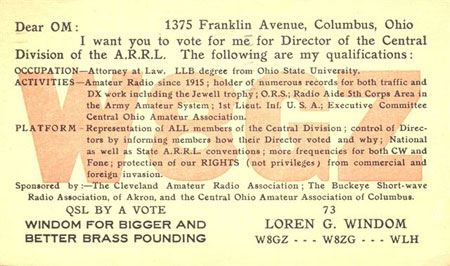 Dear OM: 1375 Franklin Avenue, Columbus, Ohio
I want you to vote for me for Director of the Central
Division of the A.R.R.L. The following are my qualifications:
OCCUPATION—Attorney at Law. LLB degree from Ohio State University.
ACTIVITIES—Amateur Radio since 1915; holder of numerous records for both traffic and
DX work including the Jewell trophy; O.R.S.; Radio Aide 5th Corps Area in
the Army Amateur System; 1st Lieut. Inf. U. S. A.; Executive Committee
Central Ohio Amateur Association.
PLATFORM - Representation of ALL members of the Central Division; control of Direc-
tors by informing members how their Director voted and why; National
as well as State A.R.R.L. conventions; more frequencies for both CW and
Fone; protection of our RIGHTS (not privileges) from commercial and
foreign invasion.
Sponsored by:—The Cleveland Amateur Radio Association; The Buckeye Short-wave
Radio Association, of Akron, and the Central Ohio Amateur Association of Columbus.
QSL BY A VOTE 73
WINDOM FOR BIGGER AND LOREN G. WINDOM
BETTER BRASS POUNDING W8GZ - - - W8ZG - - - WLH
W8GZ